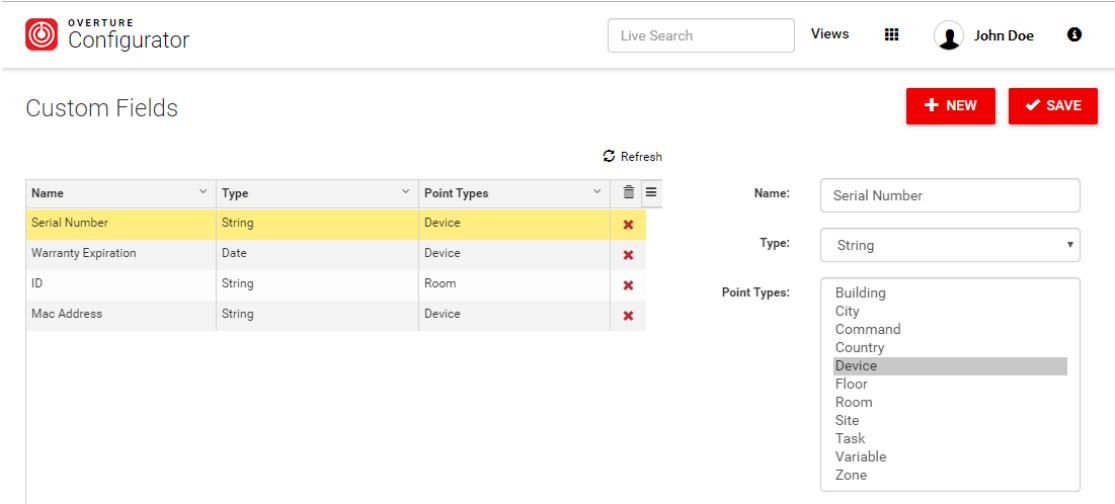 OVERTURE
Configurator
Live Search
Views
John Doe
Custom Fields
NEW
SAVE
Refresh
Name Type Point Types
Serial Number String Device
Warranty Expiration Date Device
ID String Room
Mac Address String Device
Name: Serial Number
Type: String
Point Types:
Building
City
Command
Country
Device
Floor
Room
Site
Task
Variable
Zone